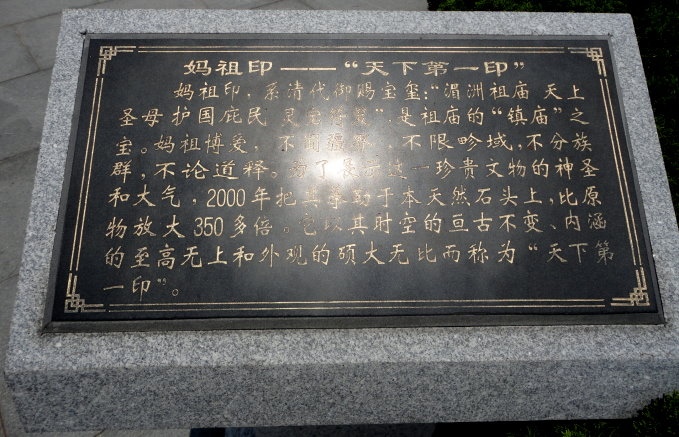 妈祖印——“天下第一印”
妈祖印，系清代御赐宝玺：“湄洲祖庙 天上
圣母 护国庇民 灵宝符笈”是祖庙的“镇庙”之
宝。妈祖博爱，不问疆界，不限畛域，不分族
群，不论道释。为了展示这一珍贵文物的神圣
和大气，2000年把其摹勒于本天然石头上，比原
物放大350多倍。它以其时空的亘古不变、内涵
的至高无上和外观的硕大无比而称为“天下第
一印”。